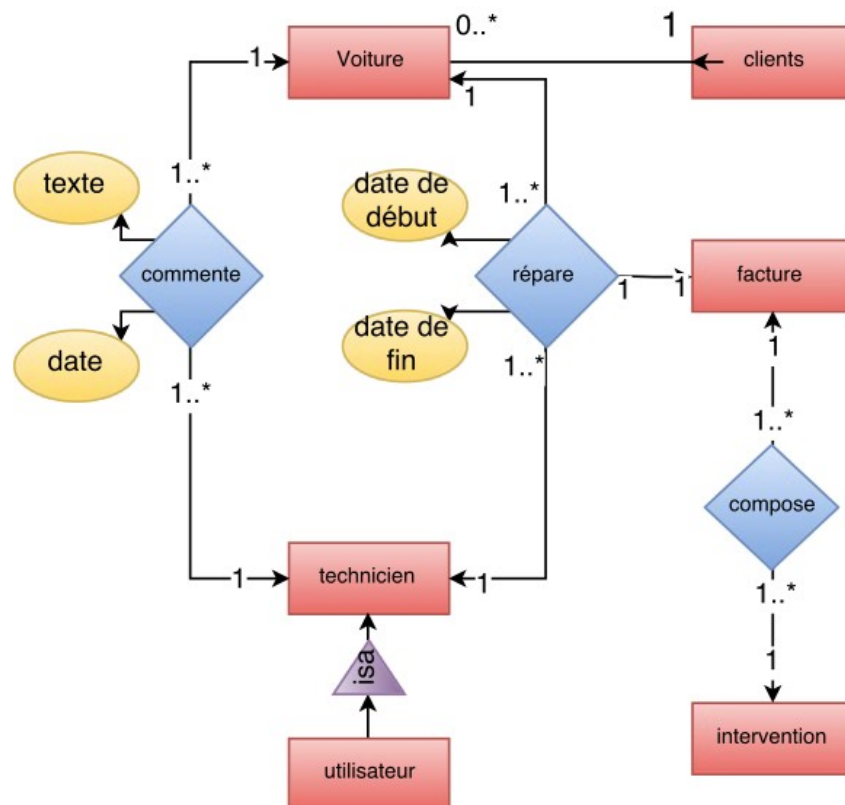 0..*
1
1
Voiture
clients
1
1..*
1..*
texte
date de
début
commente
répare
1
1
facture
date
date de
fin
1..*
1..*
1
1..*
compose
1..*
1
technicien
1
1
isa
utilisateur
intervention